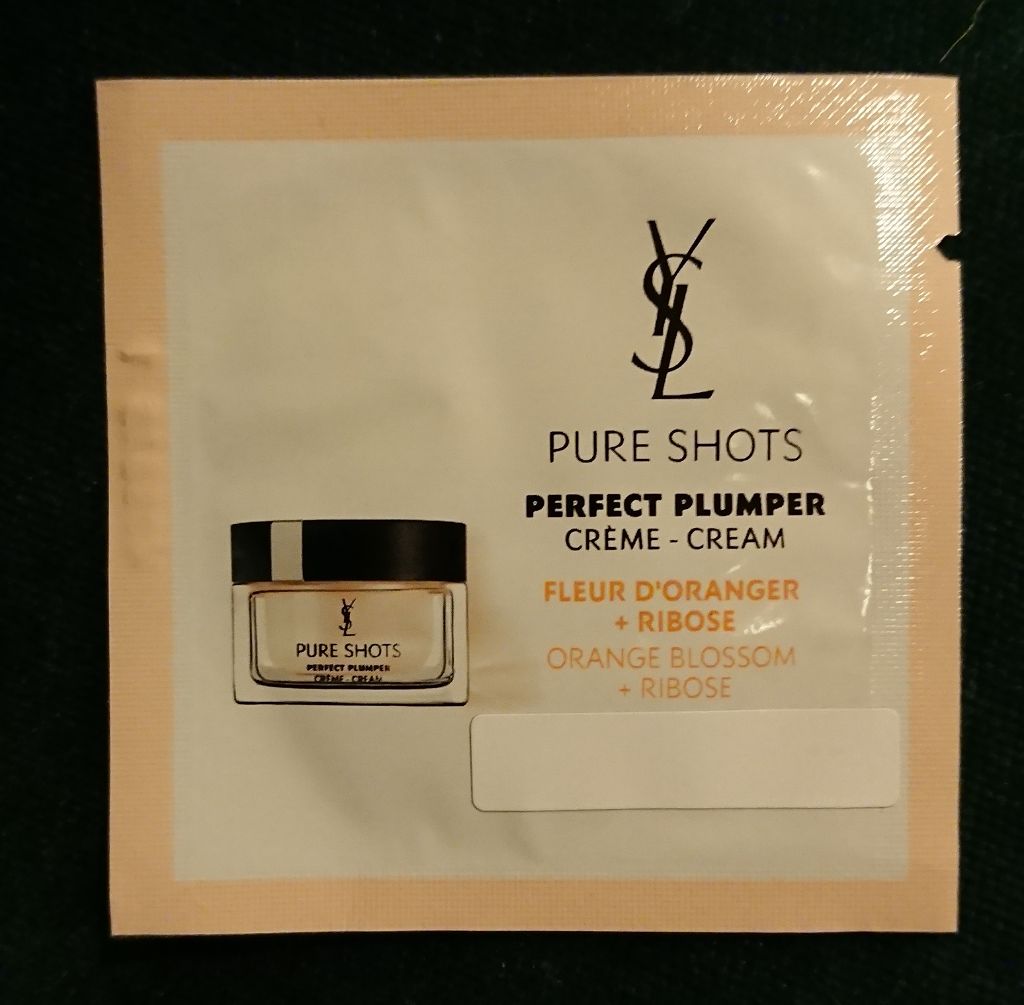 YSL
PURE SHOTS
PERFECT PLUMPER
CRÈME - CREAM
FLEUR D'ORANGER
+ RIBOSE
ORANGE BLOSSOM
+ RIBOSE
YSL
PURE SHOTS
PERFECT PLUMPER
CRÈME - CREAM